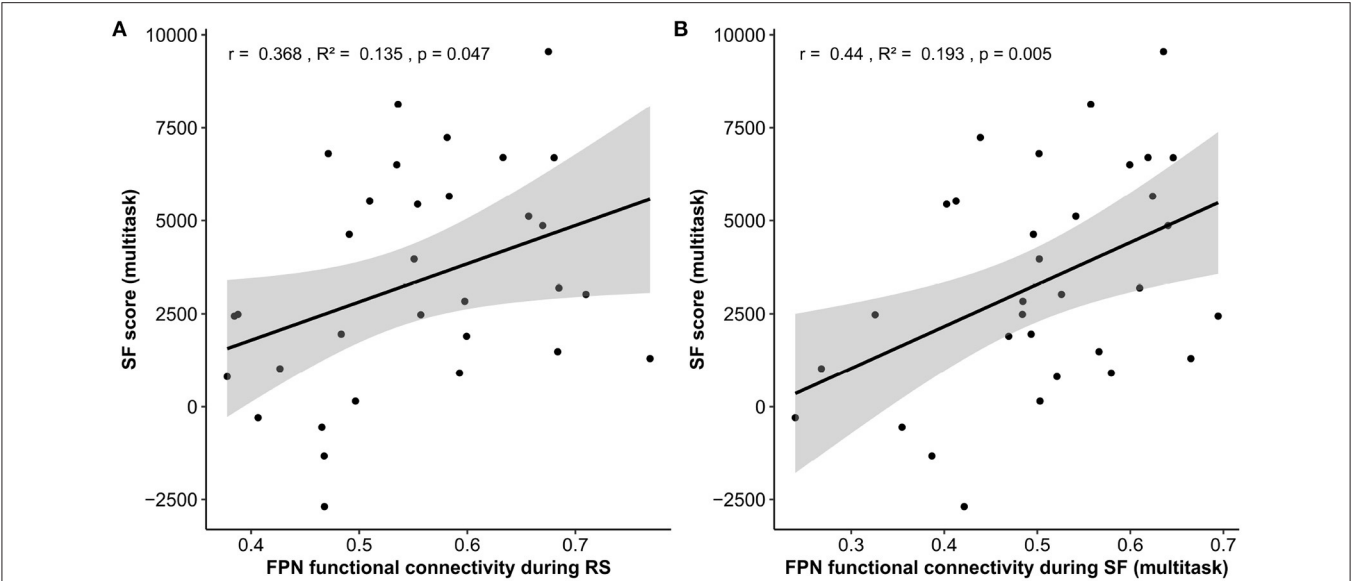 A
r = 0.368 , R² = 0.135 , p = 0.047
10000
7500
5000
2500
0
−2500
SF score (multitask)
0.4 0.5 0.6 0.7
FPN functional connectivity during RS
B
r = 0.44 , R² = 0.193 , p = 0.005
10000
7500
5000
2500
0
−2500
SF score (multitask)
0.3 0.4 0.5 0.6 0.7
FPN functional connectivity during SF (multitask)